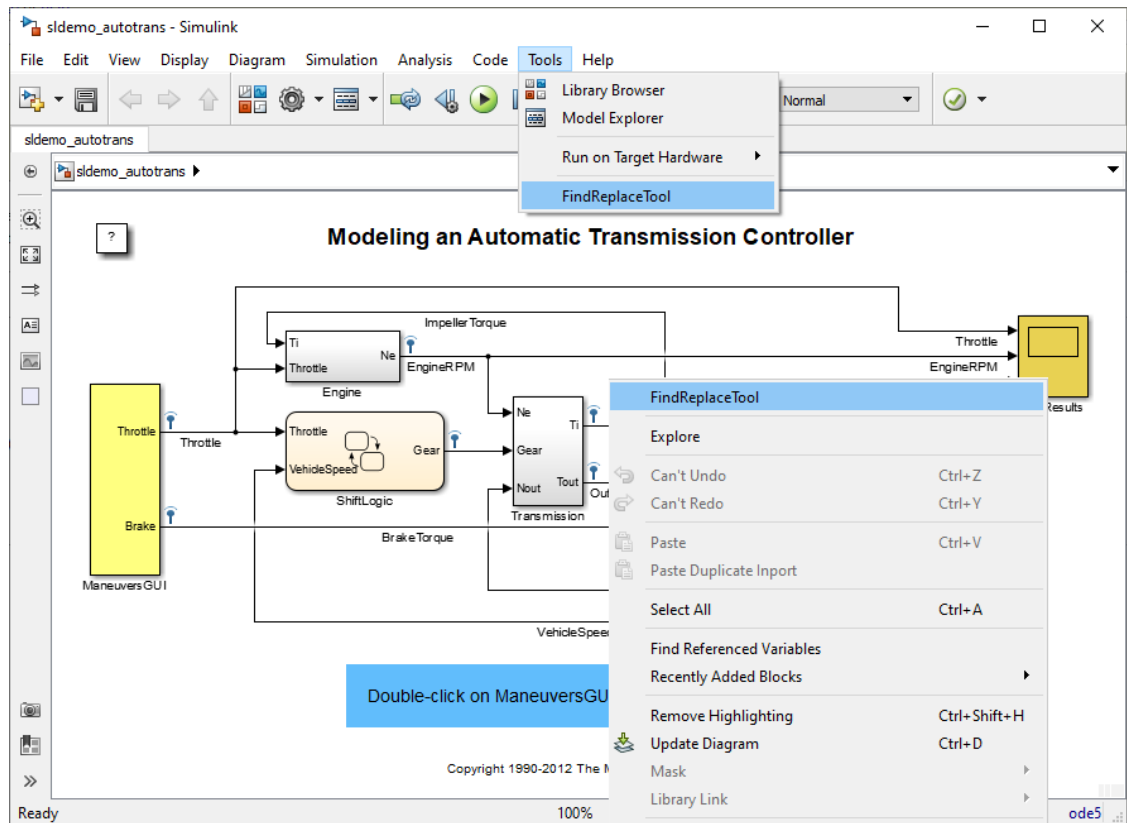 sldemo_autotrans - Simulink
File Edit View Display Diagram Simulation Analysis Code Tools Help
Library Browser
Model Explorer
Run on Target Hardware
FindReplaceTool
Normal
sldemo_autotrans
sldemo_autotrans
?
Modeling an Automatic Transmission Controller
ImpellerTorque
Ti
Throttle
Ne
EngineRPM
Engine
Throttle
EngineRPM
Results
Throttle
Brake
Throttle
ManeuversGUI
Throttle
VehicleSpeed
Gear
ShiftLogic
Ne
Gear
Nout
Ti
Tout
Transmission
BrakeTorque
VehicleSpee
Double-click on ManeuversGU
Copyright 1990-2012 The
FindReplaceTool
Explore
Can't Undo Ctrl+Z
Can't Redo Ctrl+Y
Paste Ctrl+V
Paste Duplicate Inport
Select All Ctrl+A
Find Referenced Variables
Recently Added Blocks
Remove Highlighting Ctrl+Shift+H
Update Diagram Ctrl+D
Mask
Library Link
Ready 100% ode5